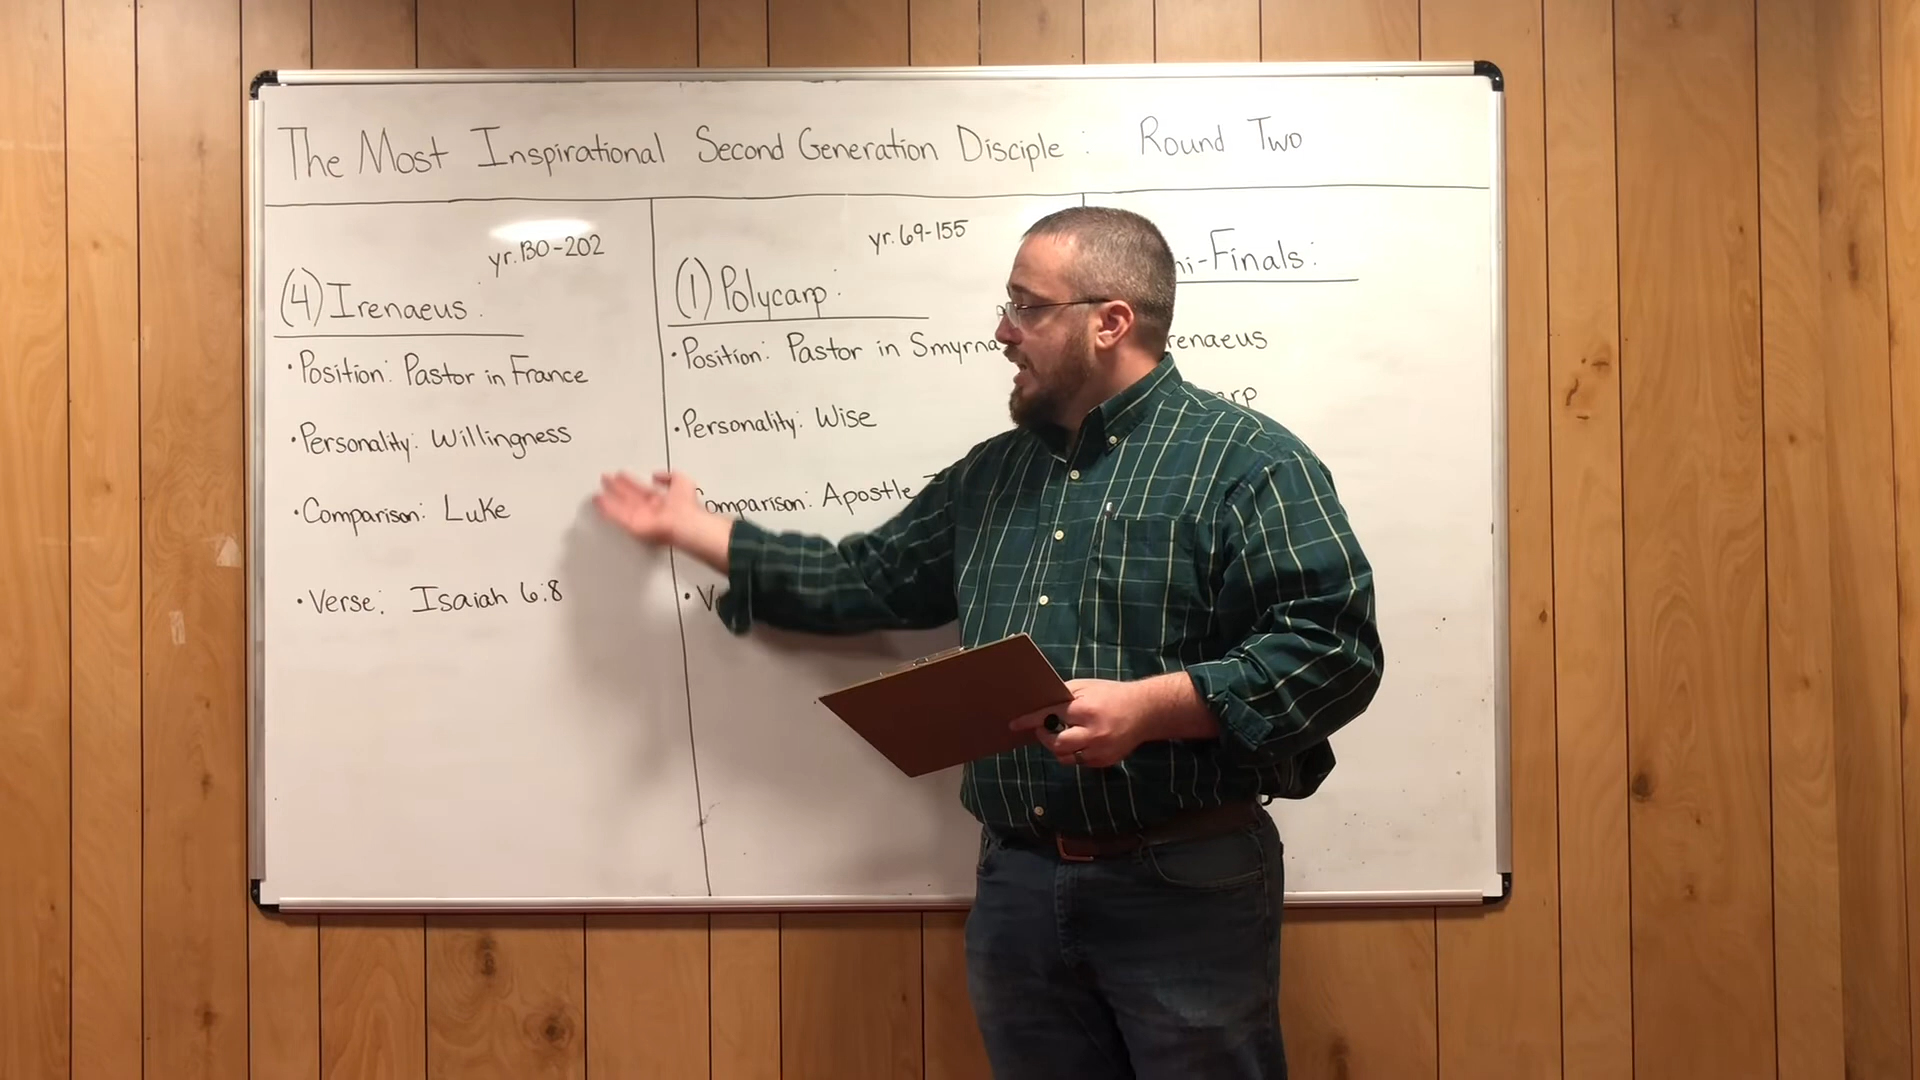 The Most Inspirational Second Generation Disciple: Round Two
yr. 130-202
(4) Irenaeus:
• Position: Pastor in France
• Personality: Willingness
• Comparison: Luke
• Verse: Isaiah 6:8
yr. 69-155
(1) Polycarp:
• Position: Pastor in Smyrna
• Personality: Wise
Comparison: Apostle
•
-Finals:
renaeus
arp